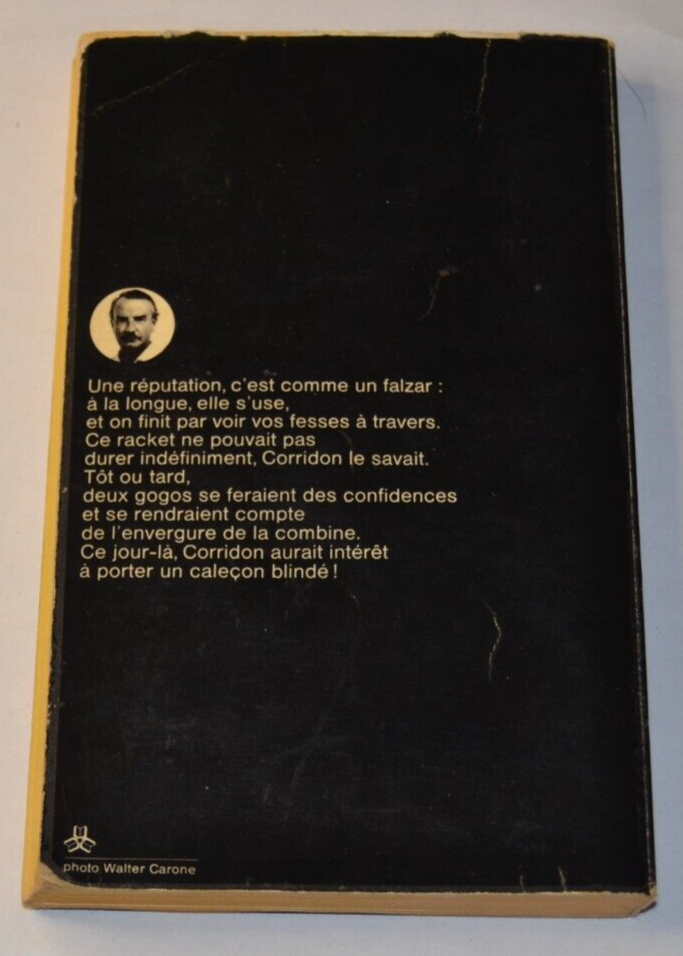 Une réputation, c'est comme un falzar :
à la longue, elle s'use,
et on finit par voir vos fesses à travers.
Ce racket ne pouvait pas
durer indéfiniment, Corridon le savait.
Tôt ou tard,
deux gogos se feraient des confidences
et se rendraient compte
de l'envergure de la combine.
Ce jour-là, Corridon aurait intérêt
à porter un caleçon blindé !
photo Walter Carone